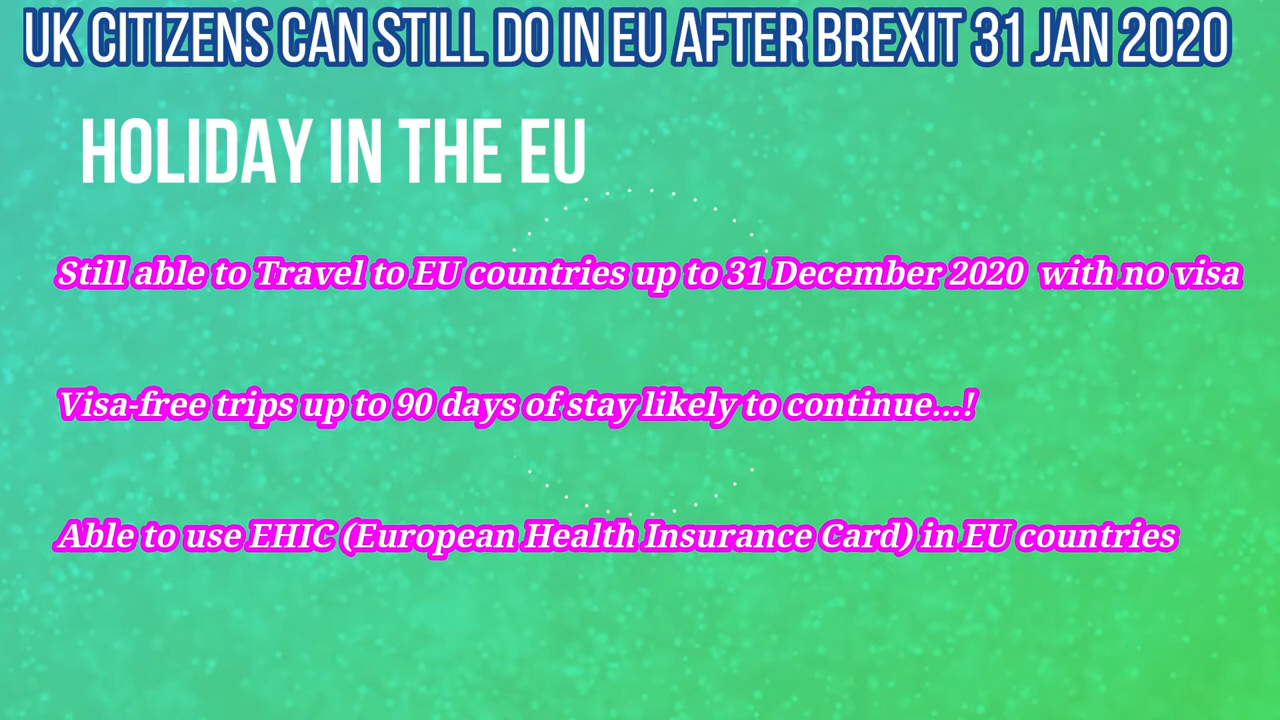 UK CITIZENS CAN STILL DO IN EU AFTER BREXIT 31 JAN 2020
HOLIDAY IN THE EU
Still able to Travel to EU countries up to 31 December 2020 with no visa
Visa-free trips up to 90 days of stay likely to continue...!
Able to use EHIC (European Health Insurance Card) in EU countries